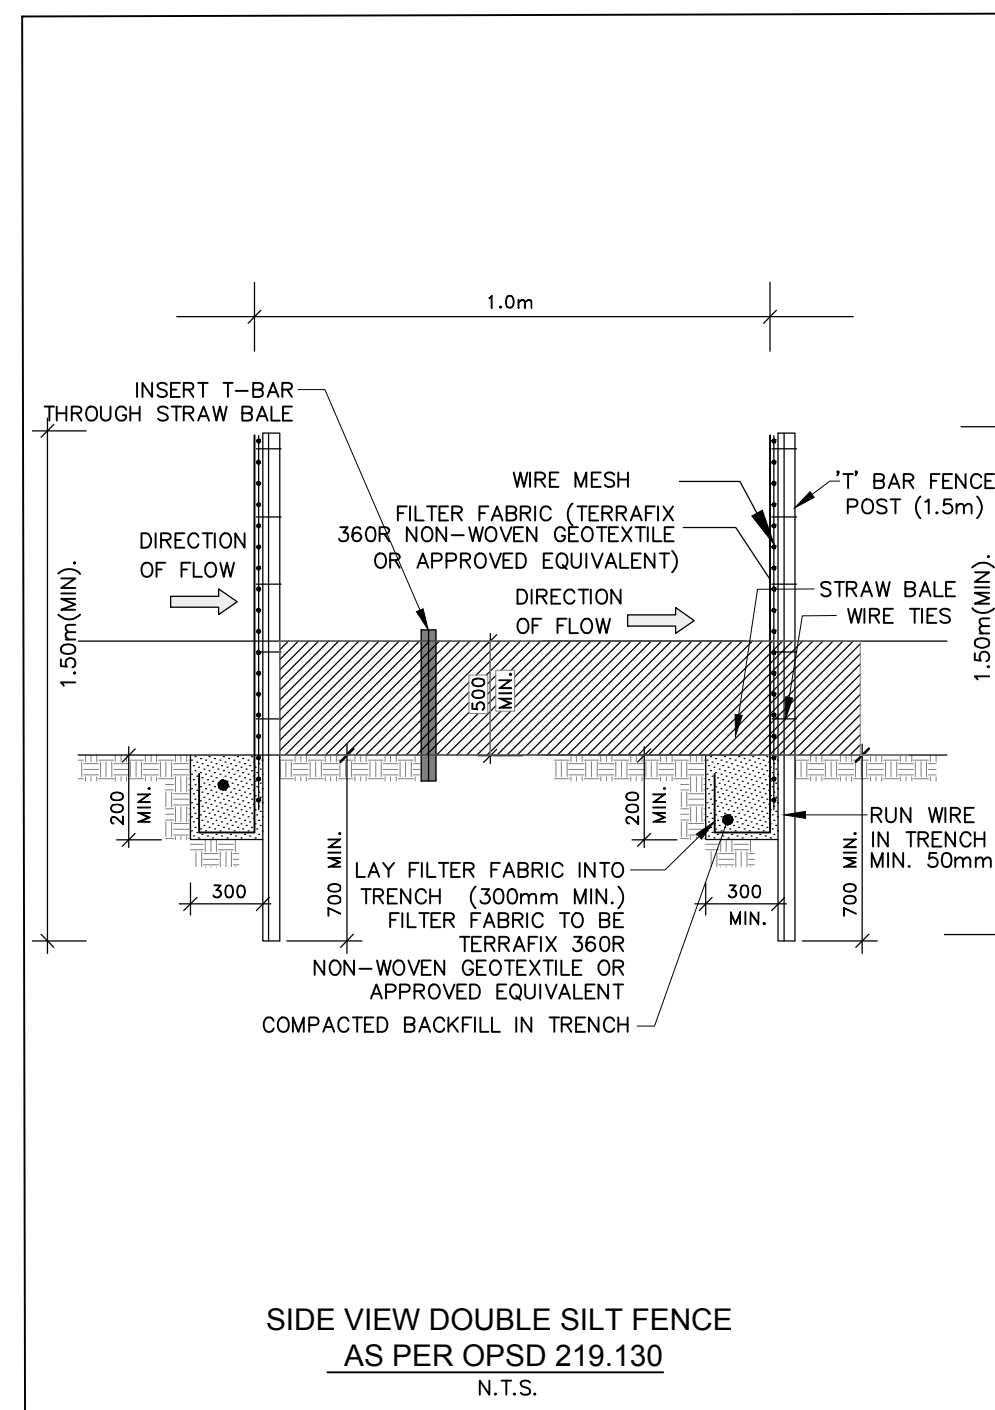 1.0m
INSERT T-BAR
THROUGH STRAW BALE
WIRE MESH
'T' BAR FENCE
POST (1.5m)
FILTER FABRIC (TERRAFIX
360R NON-WOVEN GEOTEXTILE
OR APPROVED EQUIVALENT)
DIRECTION
OF FLOW
DIRECTION
OF FLOW
STRAW BALE
WIRE TIES
1.50m(MIN).
1.50m(MIN).
500
MIN.
200
MIN.
200
MIN.
300
700 MIN.
300
MIN.
700 MIN.
RUN WIRE
IN TRENCH
MIN. 50mm
LAY FILTER FABRIC INTO
TRENCH (300mm MIN.)
FILTER FABRIC TO BE
TERRAFIX 360R
NON-WOVEN GEOTEXTILE OR
APPROVED EQUIVALENT
COMPACTED BACKFILL IN TRENCH
SIDE VIEW DOUBLE SILT FENCE
AS PER OPSD 219.130
N.T.S.